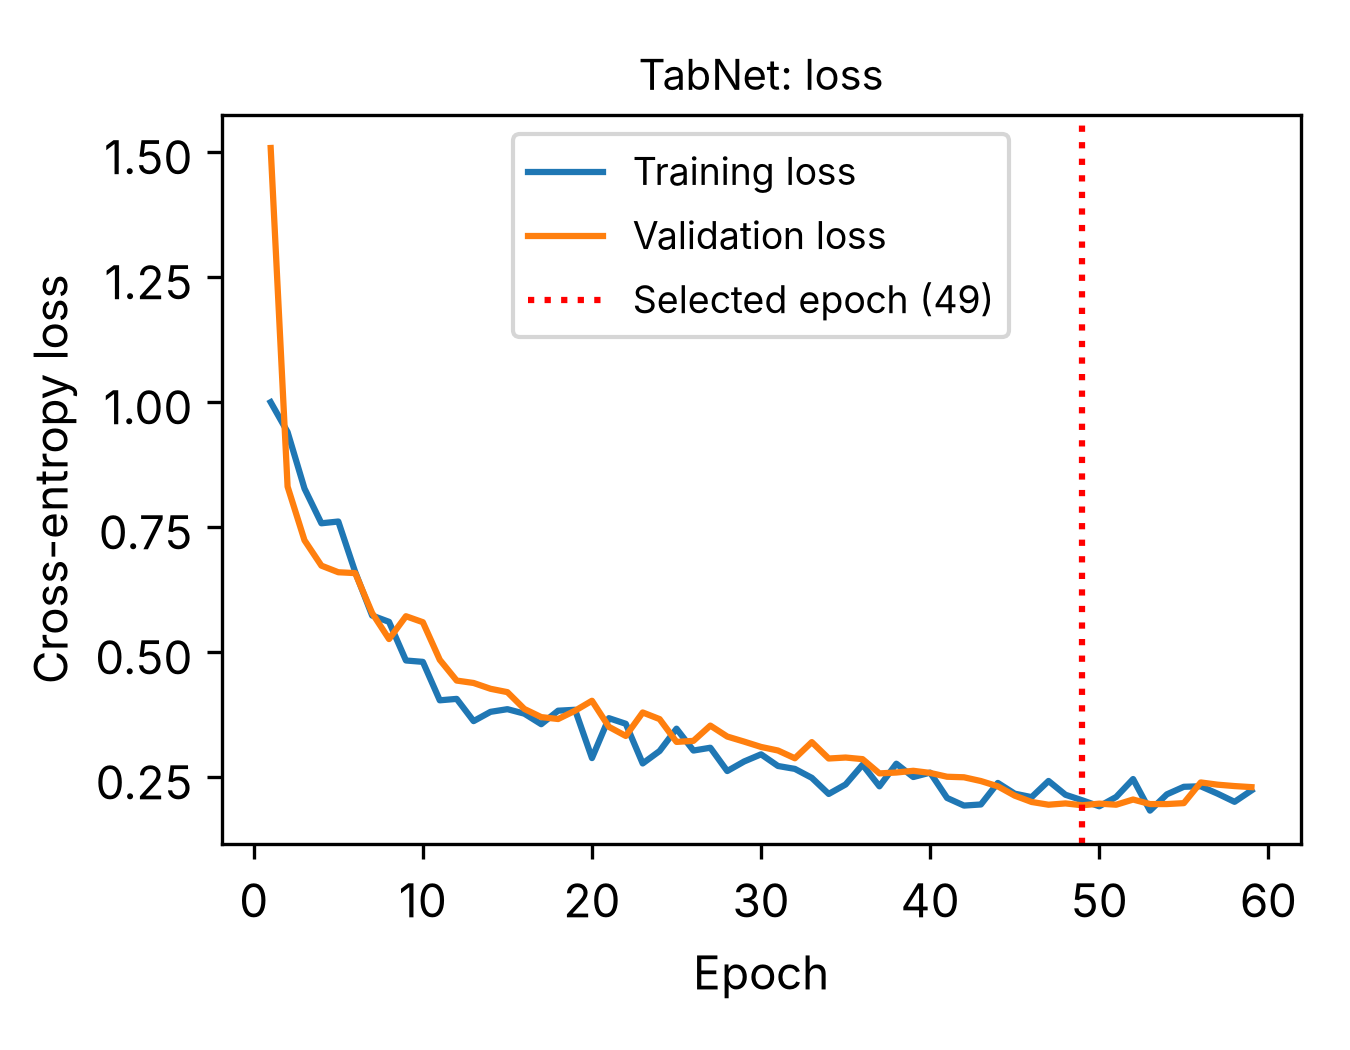 TabNet: loss
Training loss
Validation loss
Selected epoch (49)
Cross-entropy loss
1.50
1.25
1.00
0.75
0.50
0.25
0 10 20 30 40 50 60
Epoch